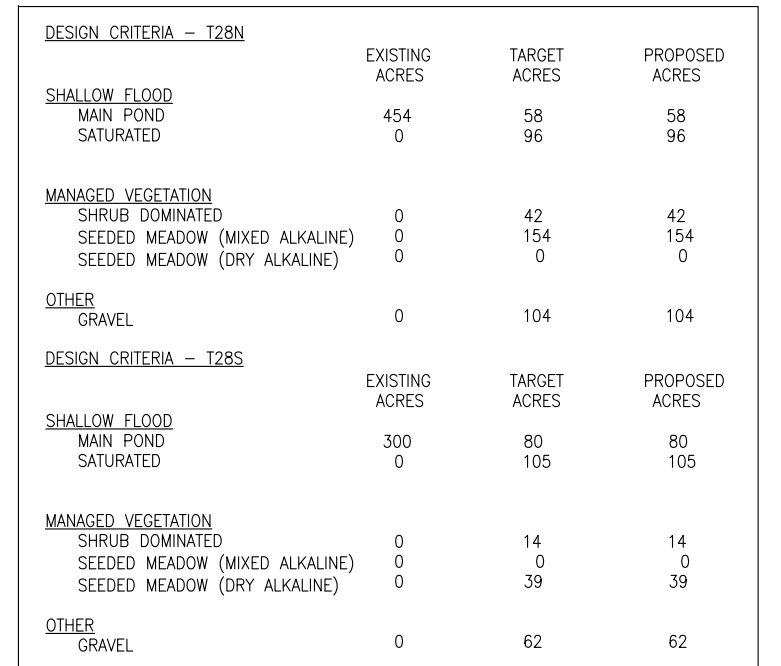 DESIGN CRITERIA – T28N
EXISTING ACRES TARGET ACRES PROPOSED ACRES
SHALLOW FLOOD
MAIN POND 454 58 58
SATURATED 0 96 96
MANAGED VEGETATION
SHRUB DOMINATED 0 42 42
SEEDED MEADOW (MIXED ALKALINE) 0 154 154
SEEDED MEADOW (DRY ALKALINE) 0 0 0
OTHER
GRAVEL 0 104 104
DESIGN CRITERIA – T28S
EXISTING ACRES TARGET ACRES PROPOSED ACRES
SHALLOW FLOOD
MAIN POND 300 80 80
SATURATED 0 105 105
MANAGED VEGETATION
SHRUB DOMINATED 0 14 14
SEEDED MEADOW (MIXED ALKALINE) 0 0 0
SEEDED MEADOW (DRY ALKALINE) 0 39 39
OTHER
GRAVEL 0 62 62